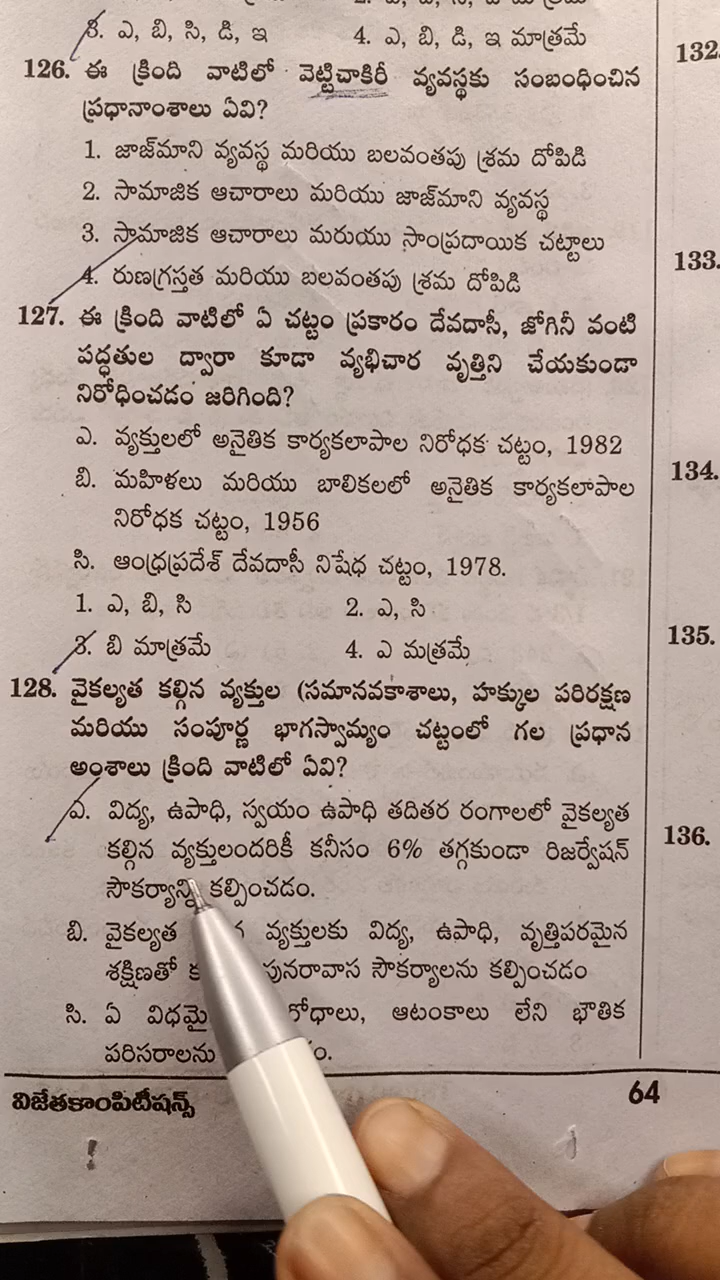 3. ఎ, బి, సి, డి, ఇ 4. ఎ, బి, డి, ఇ మాత్రమే
126. ఈ క్రింది వాటిలో వెట్టిచాకిరీ వ్యవస్థకు సంబంధించిన
ప్రధానాంశాలు ఏవి?
1. జాజ్‌మాని వ్యవస్థ మరియు బలవంతపు శ్రమ దోపిడి
2. సామాజిక ఆచారాలు మరియు జాజ్‌మాని వ్యవస్థ
3. సామాజిక ఆచారాలు మరుయు సాంప్రదాయిక చట్టాలు
4. రుణగ్రస్తత మరియు బలవంతపు శ్రమ దోపిడి
127. ఈ క్రింది వాటిలో ఏ చట్టం ప్రకారం దేవదాసీ, జోగినీ వంటి
పద్ధతుల ద్వారా కూడా వ్యభిచార వృత్తిని చేయకుండా
నిరోధించడం జరిగింది?
ఎ. వ్యక్తులలో అనైతిక కార్యకలాపాల నిరోధక చట్టం, 1982
బి. మహిళలు మరియు బాలికలలో అనైతిక కార్యకలాపాల
నిరోధక చట్టం, 1956
సి. ఆంధ్రప్రదేశ్ దేవదాసీ నిషేధ చట్టం, 1978.
1. ఎ, బి, సి 2. ఎ, సి
3. బి మాత్రమే 4. ఎ మత్రమే
128. వైకల్యత కల్గిన వ్యక్తుల (సమానవకాశాలు, హక్కుల పరిరక్షణ
మరియు సంపూర్ణ భాగస్వామ్యం చట్టంలో గల ప్రధాన
అంశాలు క్రింది వాటిలో ఏవి?
ఎ. విద్య, ఉపాధి, స్వయం ఉపాధి తదితర రంగాలలో వైకల్యత
కల్గిన వ్యక్తులందరికీ కనీసం 6% తగ్గకుండా రిజర్వేషన్
సౌకర్యాన్ని కల్పించడం.
బి. వైకల్యత వ్యక్తులకు విద్య, ఉపాధి, వృత్తిపరమైన
శక్షిణతో పునరావాస సౌకర్యాలను కల్పించడం
సి. ఏ ఆటంకాలు లేని భౌతిక
పరిసరాలను
విజేతకాంపిటీషన్స్ 64
132.
133.
134.
135.
136.